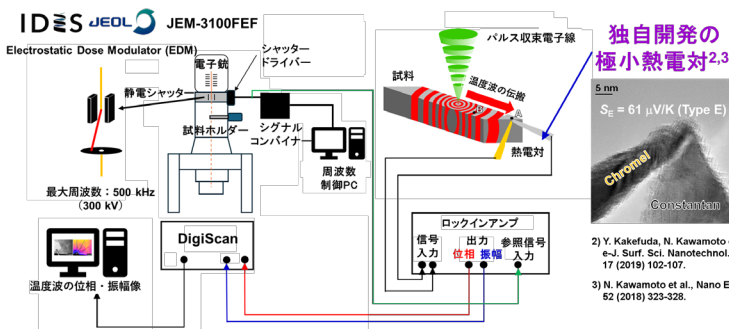 IDES JEOL JEM-3100FEF
Electrostatic Dose Modulator (EDM)
電子銃
シャッター
ドライバー
静電シャッター
試料ホルダー
シグナル
コンバイナ
周波数
制御PC
最大周波数：500 kHz
(300 kV)
DigiScan
温度波の位相・振幅像
パルス収束電子線
試料
温度波の伝搬
B
A
熱電対
ロックインアンプ
信号
入力
出力
位相 振幅
参照信号
入力
独自開発の
極小熱電対2,3
5 nm
SE = 61 μV/K (Type E)
Chromel
Constantan
2) Y. Kakefuda, N. Kawamoto
e-J. Surf. Sci. Nanotechnol.
17 (2019) 102-107.
3) N. Kawamoto et al., Nano E
52 (2018) 323-328.